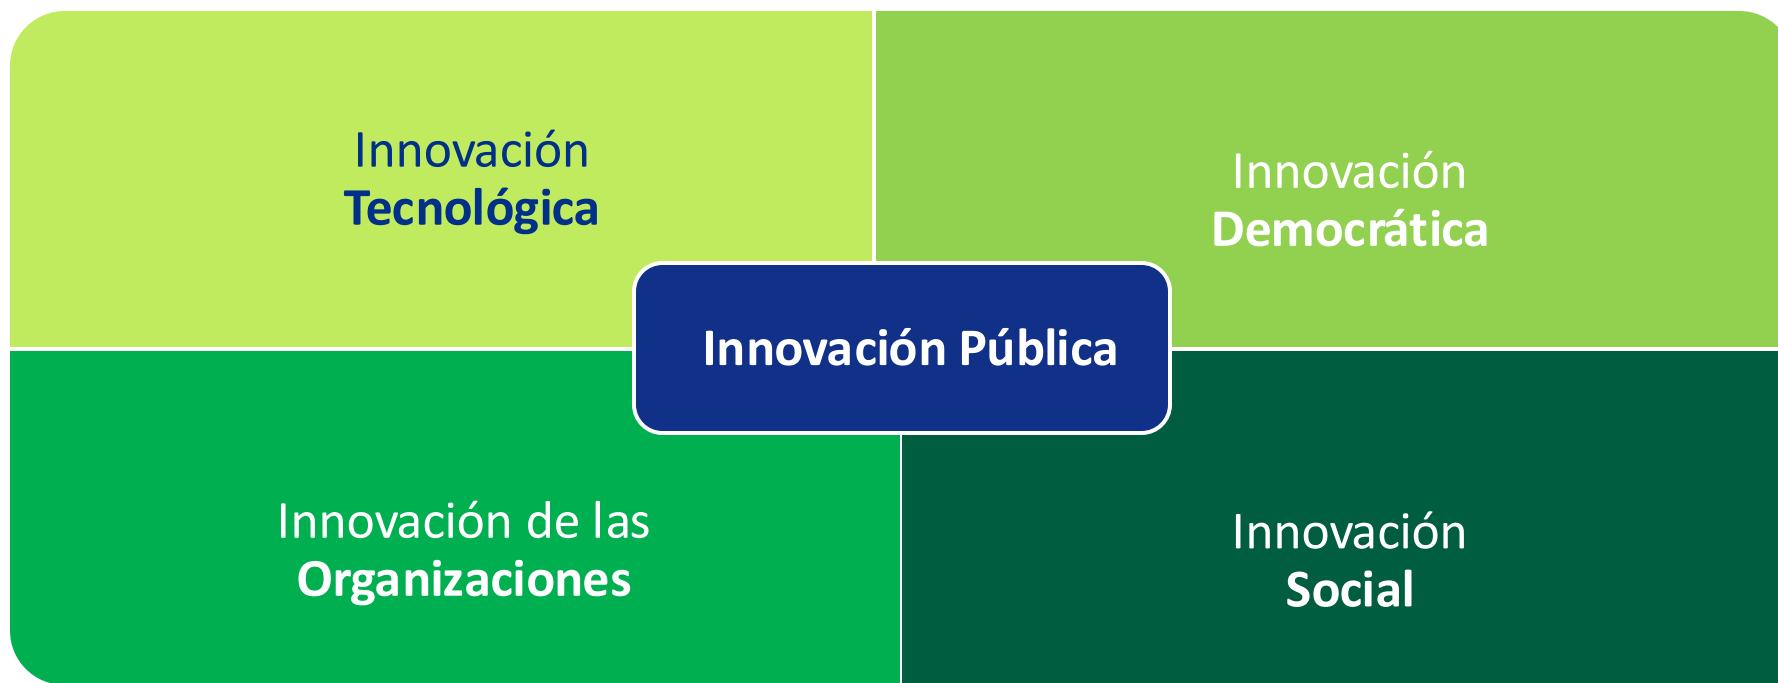 Innovación
Tecnológica
Innovación
Democrática
Innovación Pública
Innovación de las
Organizaciones
Innovación
Social